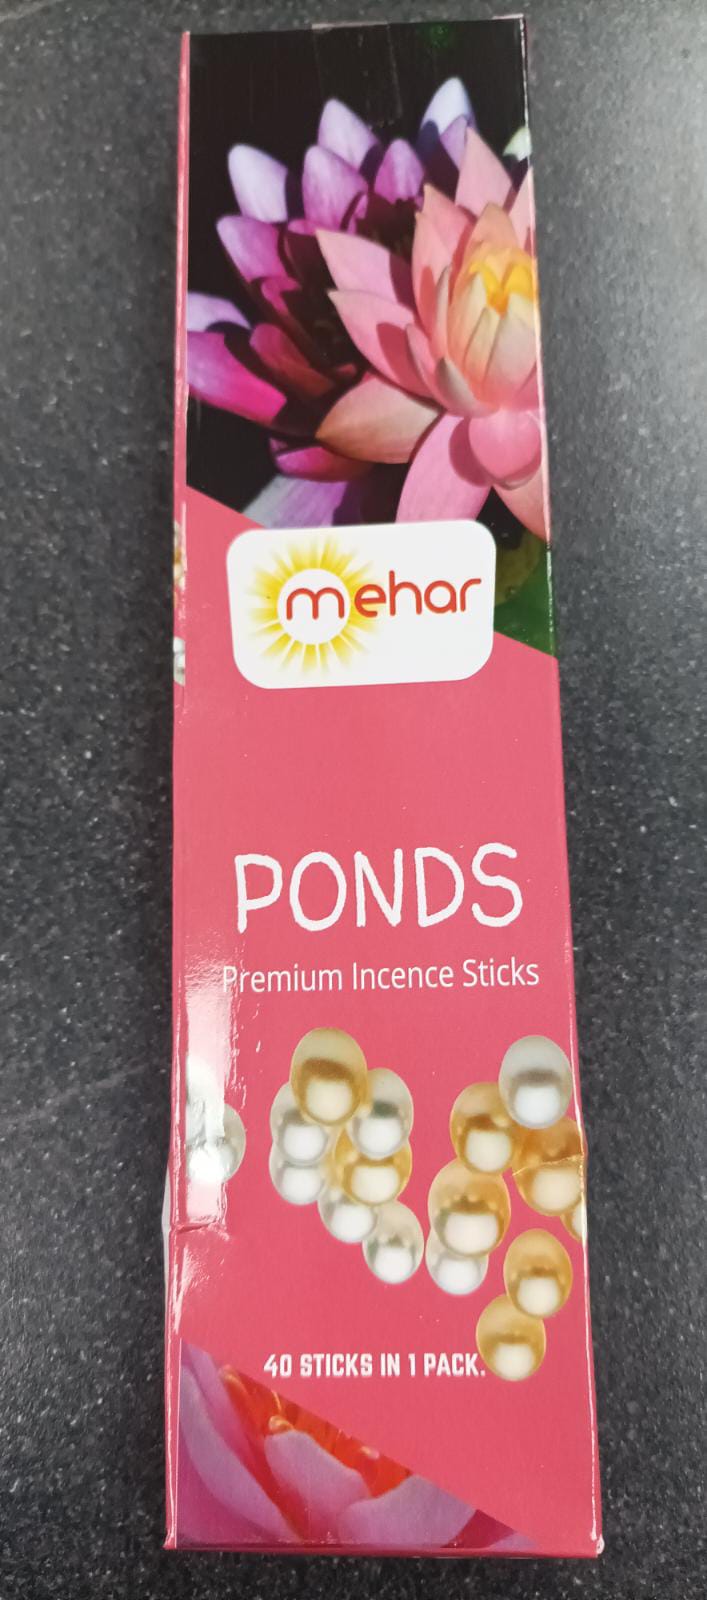 mehar
PONDS
Premium Incence Sticks
40 STICKS IN 1 PACK.